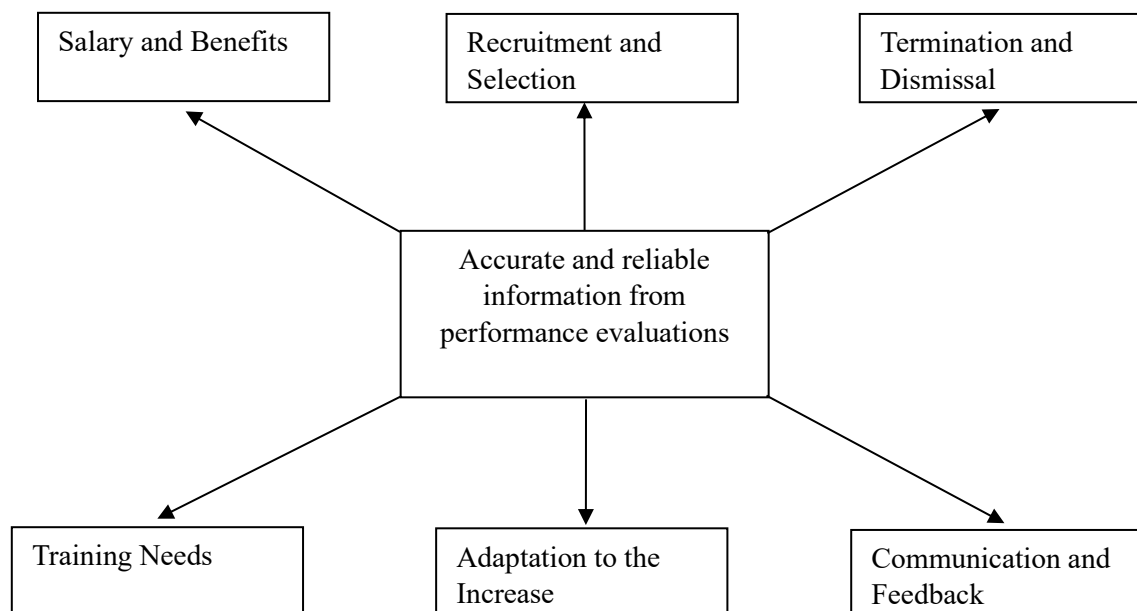 Salary and Benefits
Recruitment and
Selection
Termination and
Dismissal
Accurate and reliable
information from
performance evaluations
Training Needs
Adaptation to the
Increase
Communication and
Feedback